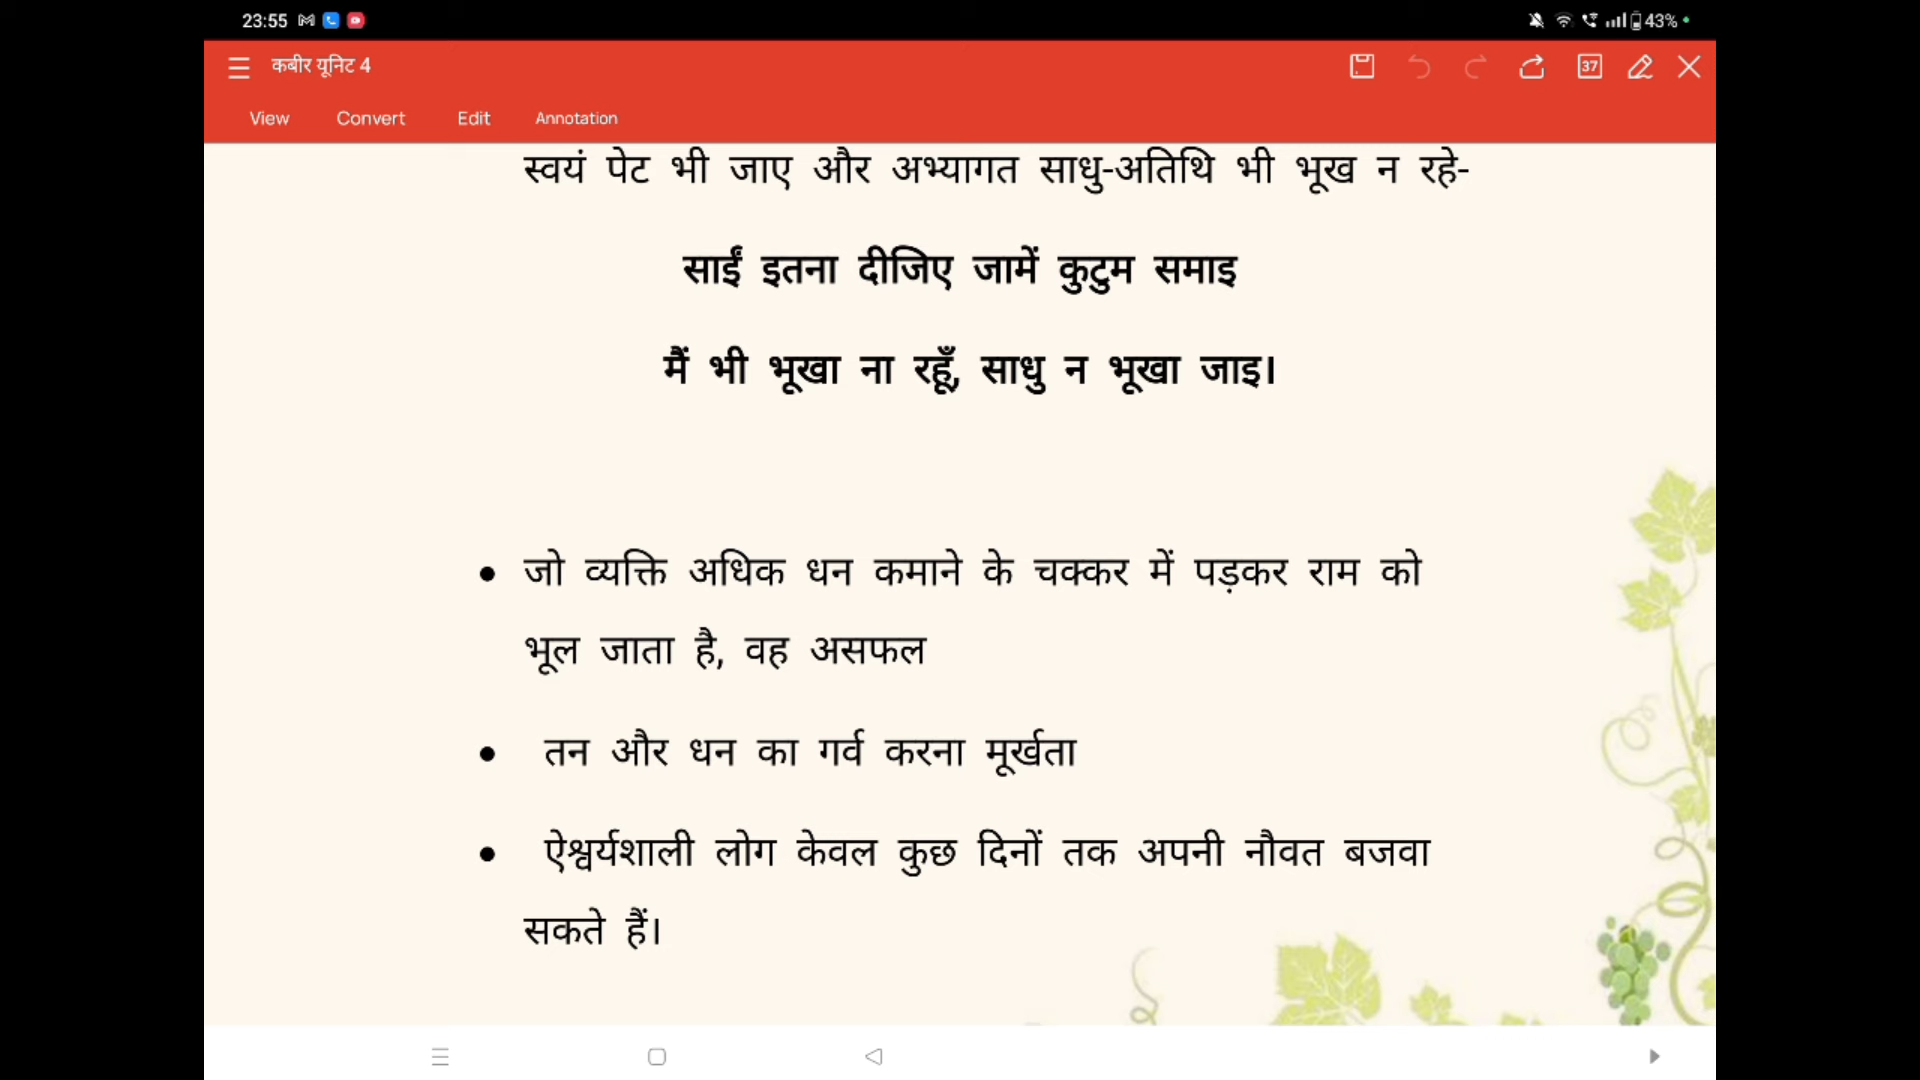 23:55
43%
कबीर यूनिट 4
37
View Convert Edit Annotation
स्वयं पेट भी जाए और अभ्यागत साधु-अतिथि भी भूख न रहे-
साईं इतना दीजिए जामें कुटुम समाइ
मैं भी भूखा ना रहूँ, साधु न भूखा जाइ।
• जो व्यक्ति अधिक धन कमाने के चक्कर में पड़कर राम को
भूल जाता है, वह असफल
• तन और धन का गर्व करना मूर्खता
• ऐश्वर्यशाली लोग केवल कुछ दिनों तक अपनी नौवत बजवा
सकते हैं।